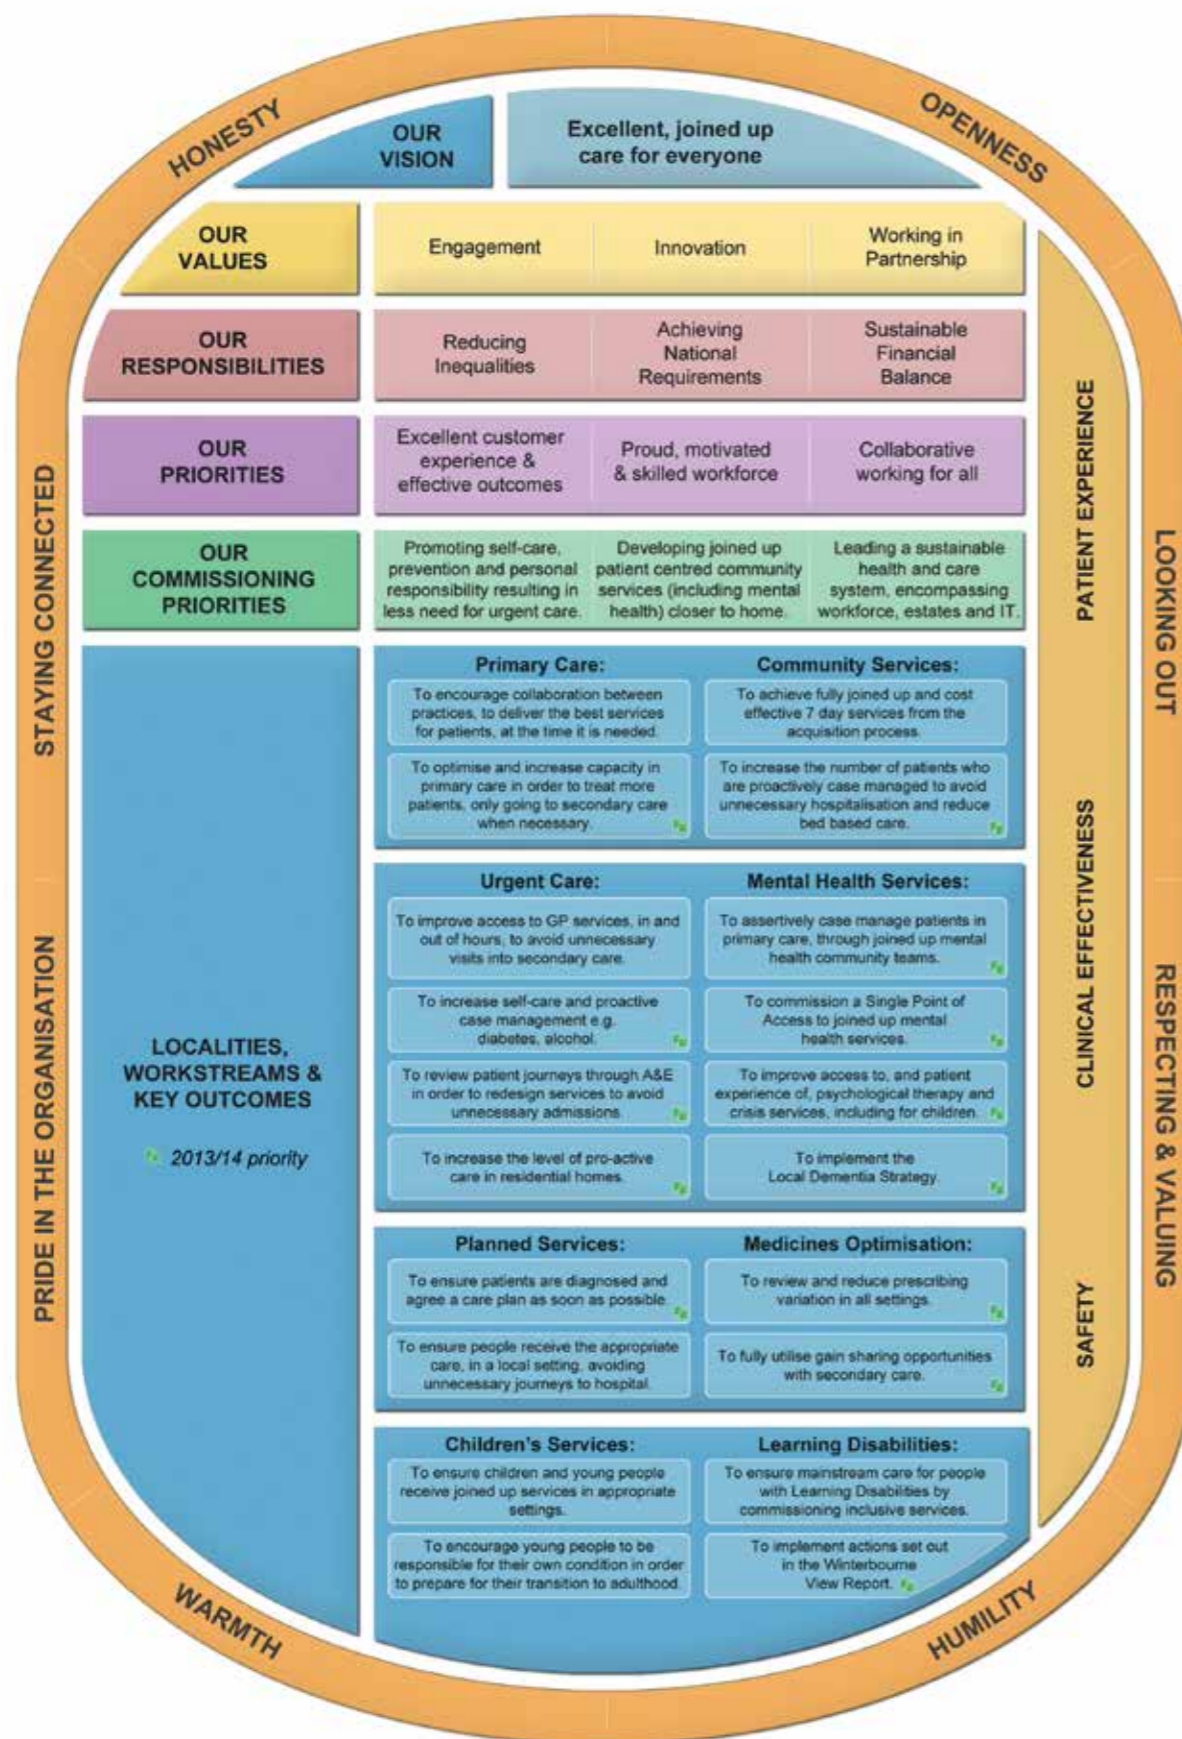 HONESTY
OPENNESS
OUR
VISION
Excellent, joined up
care for everyone
OUR
VALUES
Engagement
Innovation
Working in
Partnership
OUR
RESPONSIBILITIES
Reducing
Inequalities
Achieving
National
Requirements
Sustainable
Financial
Balance
OUR
PRIORITIES
Excellent customer
experience &
effective outcomes
Proud, motivated
& skilled workforce
Collaborative
working for all
OUR
COMMISSIONING
PRIORITIES
Promoting self-care,
prevention and personal
responsibility resulting in
less need for urgent care.
Developing joined up
patient centred community
services (including mental
health) closer to home.
Leading a sustainable
health and care
system, encompassing
workforce, estates and IT.
LOCALITIES,
WORKSTREAMS &
KEY OUTCOMES
2013/14 priority
Primary Care:
To encourage collaboration between
practices, to deliver the best services
for patients, at the time it is needed.
To optimise and increase capacity in
primary care in order to treat more
patients, only going to secondary care
when necessary.
Community Services:
To achieve fully joined up and cost
effective 7 day services from the
acquisition process.
To increase the number of patients who
are proactively case managed to avoid
unnecessary hospitalisation and reduce
bed based care.
Urgent Care:
To improve access to GP services, in and
out of hours, to avoid unnecessary
visits into secondary care.
To increase self-care and proactive
case management e.g.
diabetes, alcohol.
To review patient journeys through A&E
in order to redesign services to avoid
unnecessary admissions.
To increase the level of pro-active
care in residential homes.
Mental Health Services:
To assertively case manage patients in
primary care, through joined up mental
health community teams.
To commission a Single Point of
Access to joined up mental
health services.
To improve access to, and patient
experience of, psychological therapy and
crisis services, including for children.
To implement the
Local Dementia Strategy.
Planned Services:
To ensure patients are diagnosed and
agree a care plan as soon as possible.
To ensure people receive the appropriate
care, in a local setting, avoiding
unnecessary journeys to hospital.
Medicines Optimisation:
To review and reduce prescribing
variation in all settings.
To fully utilise gain sharing opportunities
with secondary care.
Children's Services:
To ensure children and young people
receive joined up services in appropriate
settings.
To encourage young people to be
responsible for their own condition in order
to prepare for their transition to adulthood.
Learning Disabilities:
To ensure mainstream care for people
with Learning Disabilities by
commissioning inclusive services.
To implement actions set out
in the Winterbourne
View Report.
PATIENT EXPERIENCE
CLINICAL EFFECTIVENESS
SAFETY
STAYING CONNECTED
PRIDE IN THE ORGANISATION
LOOKING OUT
RESPECTING & VALUING
WARMTH
HUMILITY